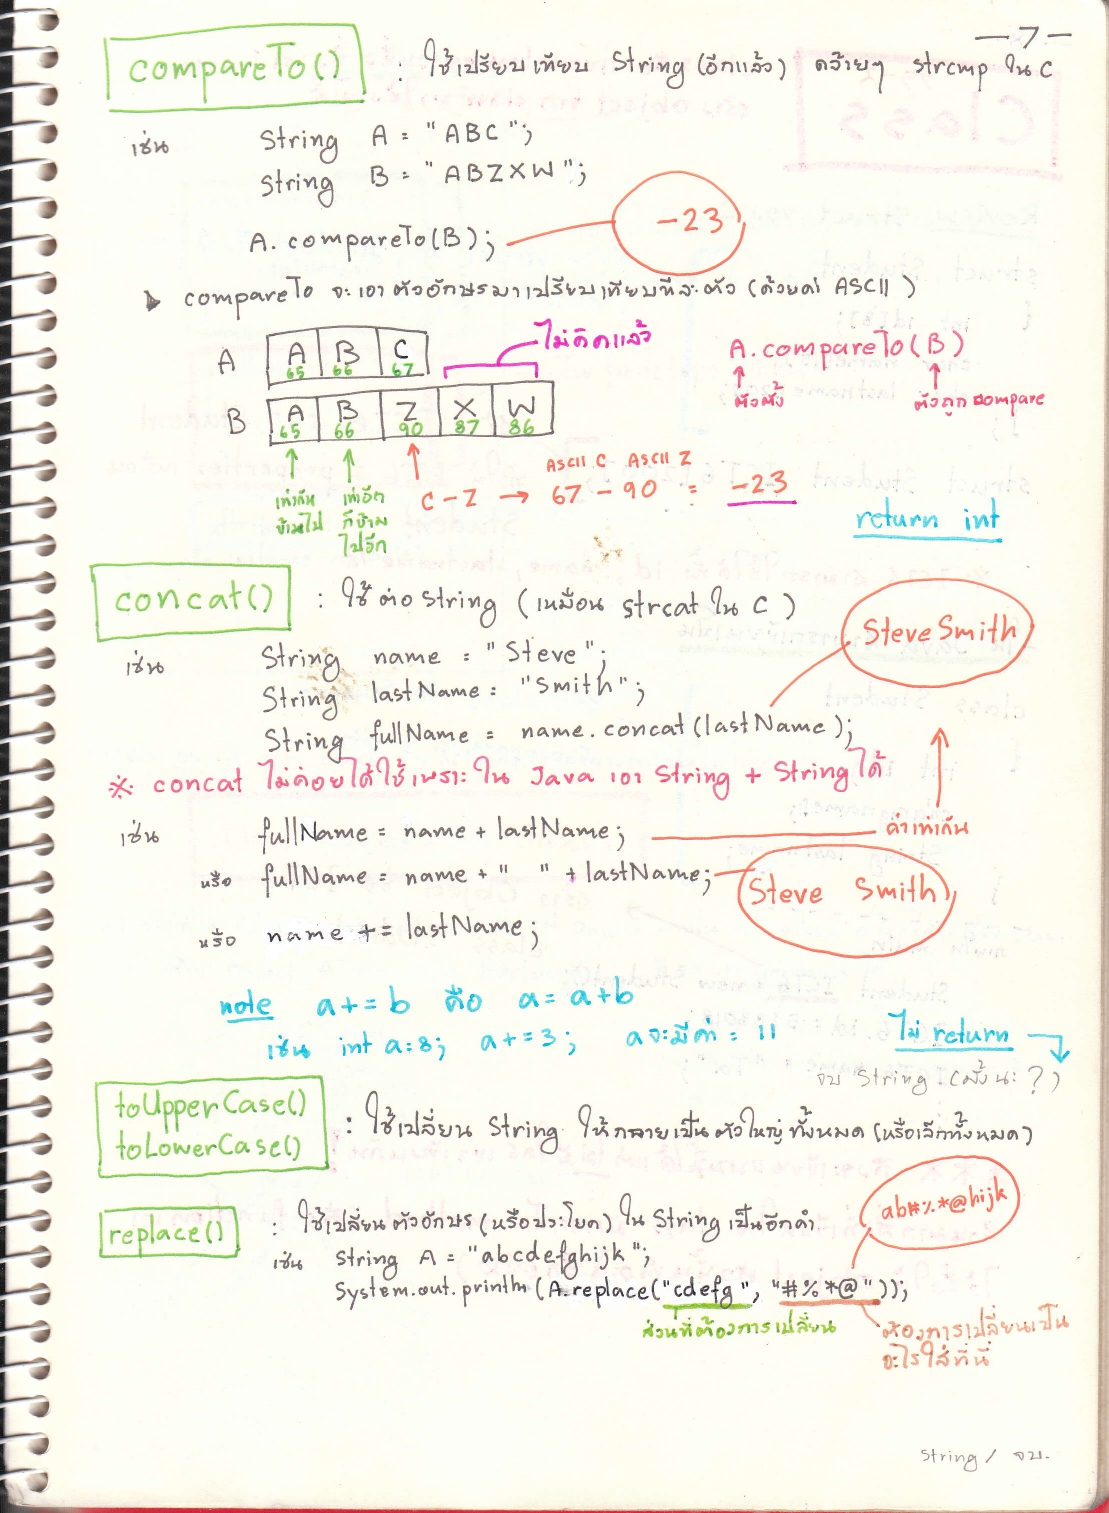 — 7 —
compareTo() : ใช้เปรียบเทียบ String (อีกแล้ว) คล้ายๆ strcmp ใน C
เช่น String A = "ABC";
String B = "ABZXW";
A.compareTo(B); -23
compareTo จะเอาตัวอักษรมาเปรียบเทียบทีละตัว (ด้วยค่า ASCII)
ไม่คิดแล้ว
A A B C A.compareTo(B)
65 66 67
ตัวตั้ง ตัวถูก compare
B A B Z X W
65 66 90 87 86
ASCII C ASCII Z
C - Z → 67 - 90 = -23
เท่ากัน ข้ามไป
เท่าอีก ก็ข้าม ไปอีก
return int
concat() : ใช้ต่อ string (เหมือน strcat ใน C)
SteveSmith
เช่น String name = "Steve";
String lastName = "Smith";
String fullName = name.concat(lastName);
※ concat ไม่ค่อยได้ใช้เพราะใน Java เอา String + String ได้
เช่น fullName = name + lastName; ค่าเท่ากัน
หรือ fullName = name + " " + lastName; Steve Smith
หรือ name += lastName;
note a+=b คือ a=a+b
เช่น int a=8; a+=3; a จะมีค่า = 11
ไม่ return
จบ String (มั้งนะ?)
toUpperCase()
toLowerCase() : ใช้เปลี่ยน String ให้กลายเป็นตัวใหญ่ทั้งหมด (หรือเล็กทั้งหมด)
ab#%*@hijk
replace() : ใช้เปลี่ยนตัวอักษร (หรือประโยค) ใน String เป็นอีกคำ
เช่น String A = "abcdefghijk";
System.out.println(A.replace("cdefg", "#%*@"));
ส่วนที่ต้องการเปลี่ยน
ต้องการเปลี่ยนเป็น
อะไรใส่ที่นี่
String / จบ.